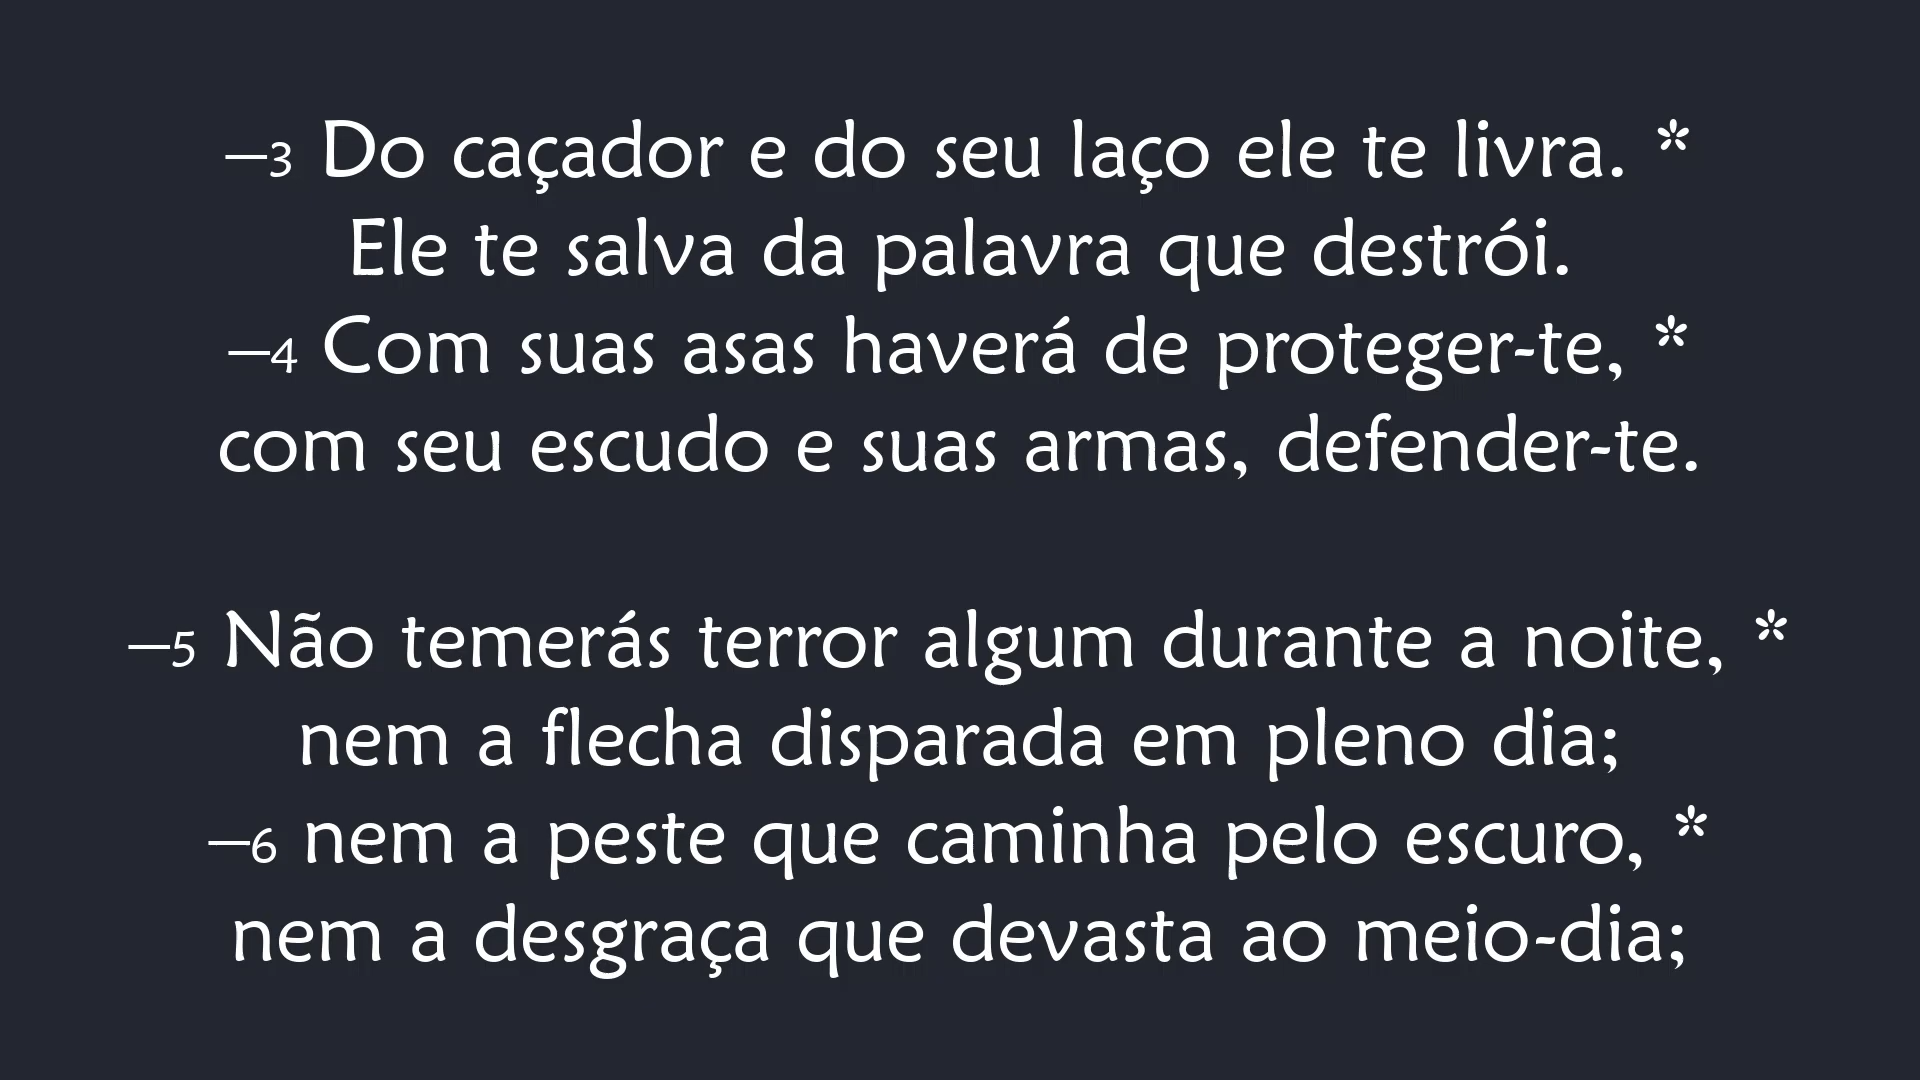 –3 Do caçador e do seu laço ele te livra. *
Ele te salva da palavra que destrói.
–4 Com suas asas haverá de proteger-te, *
com seu escudo e suas armas, defender-te.
–5 Não temerás terror algum durante a noite, *
nem a flecha disparada em pleno dia;
–6 nem a peste que caminha pelo escuro, *
nem a desgraça que devasta ao meio-dia;